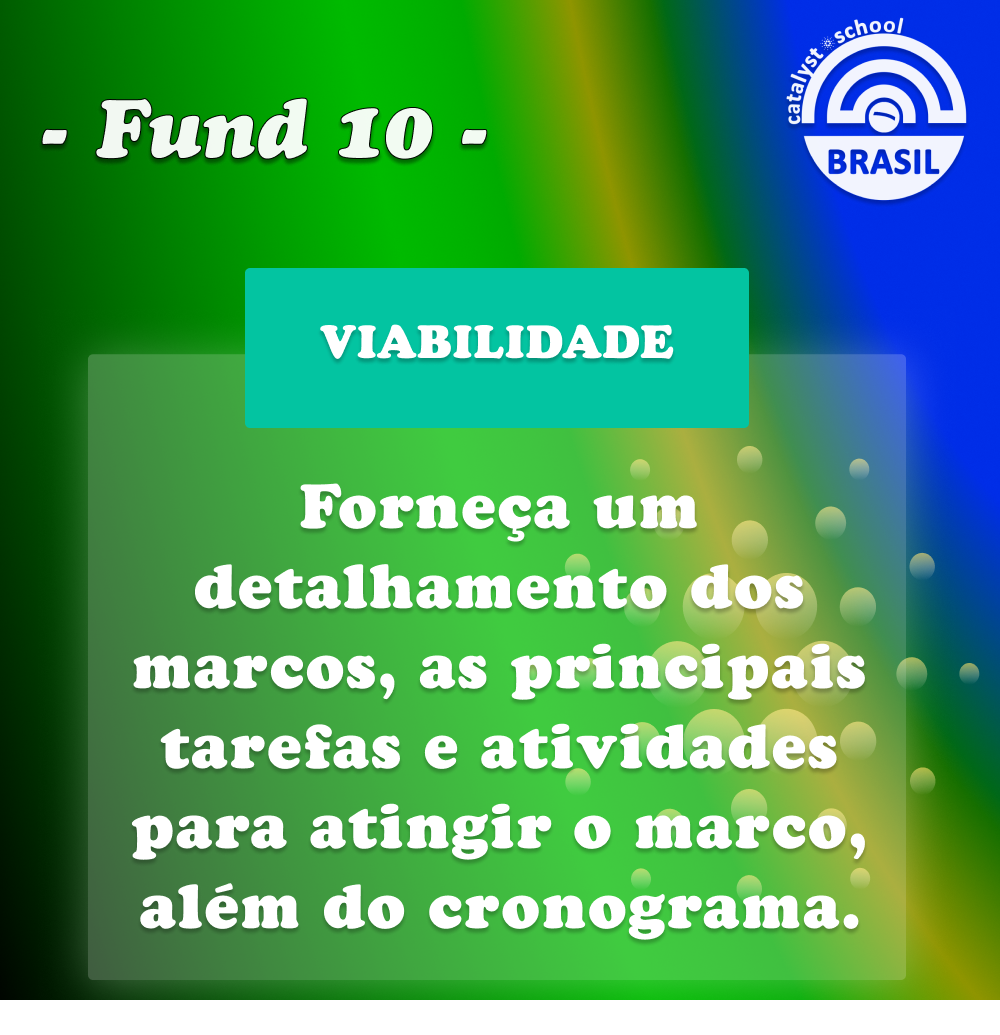 catalyst school
BRASIL
- Fund 10 -
VIABILIDADE
Forneça um
detalhamento dos
marcos, as principais
tarefas e atividades
para atingir o marco,
além do cronograma.